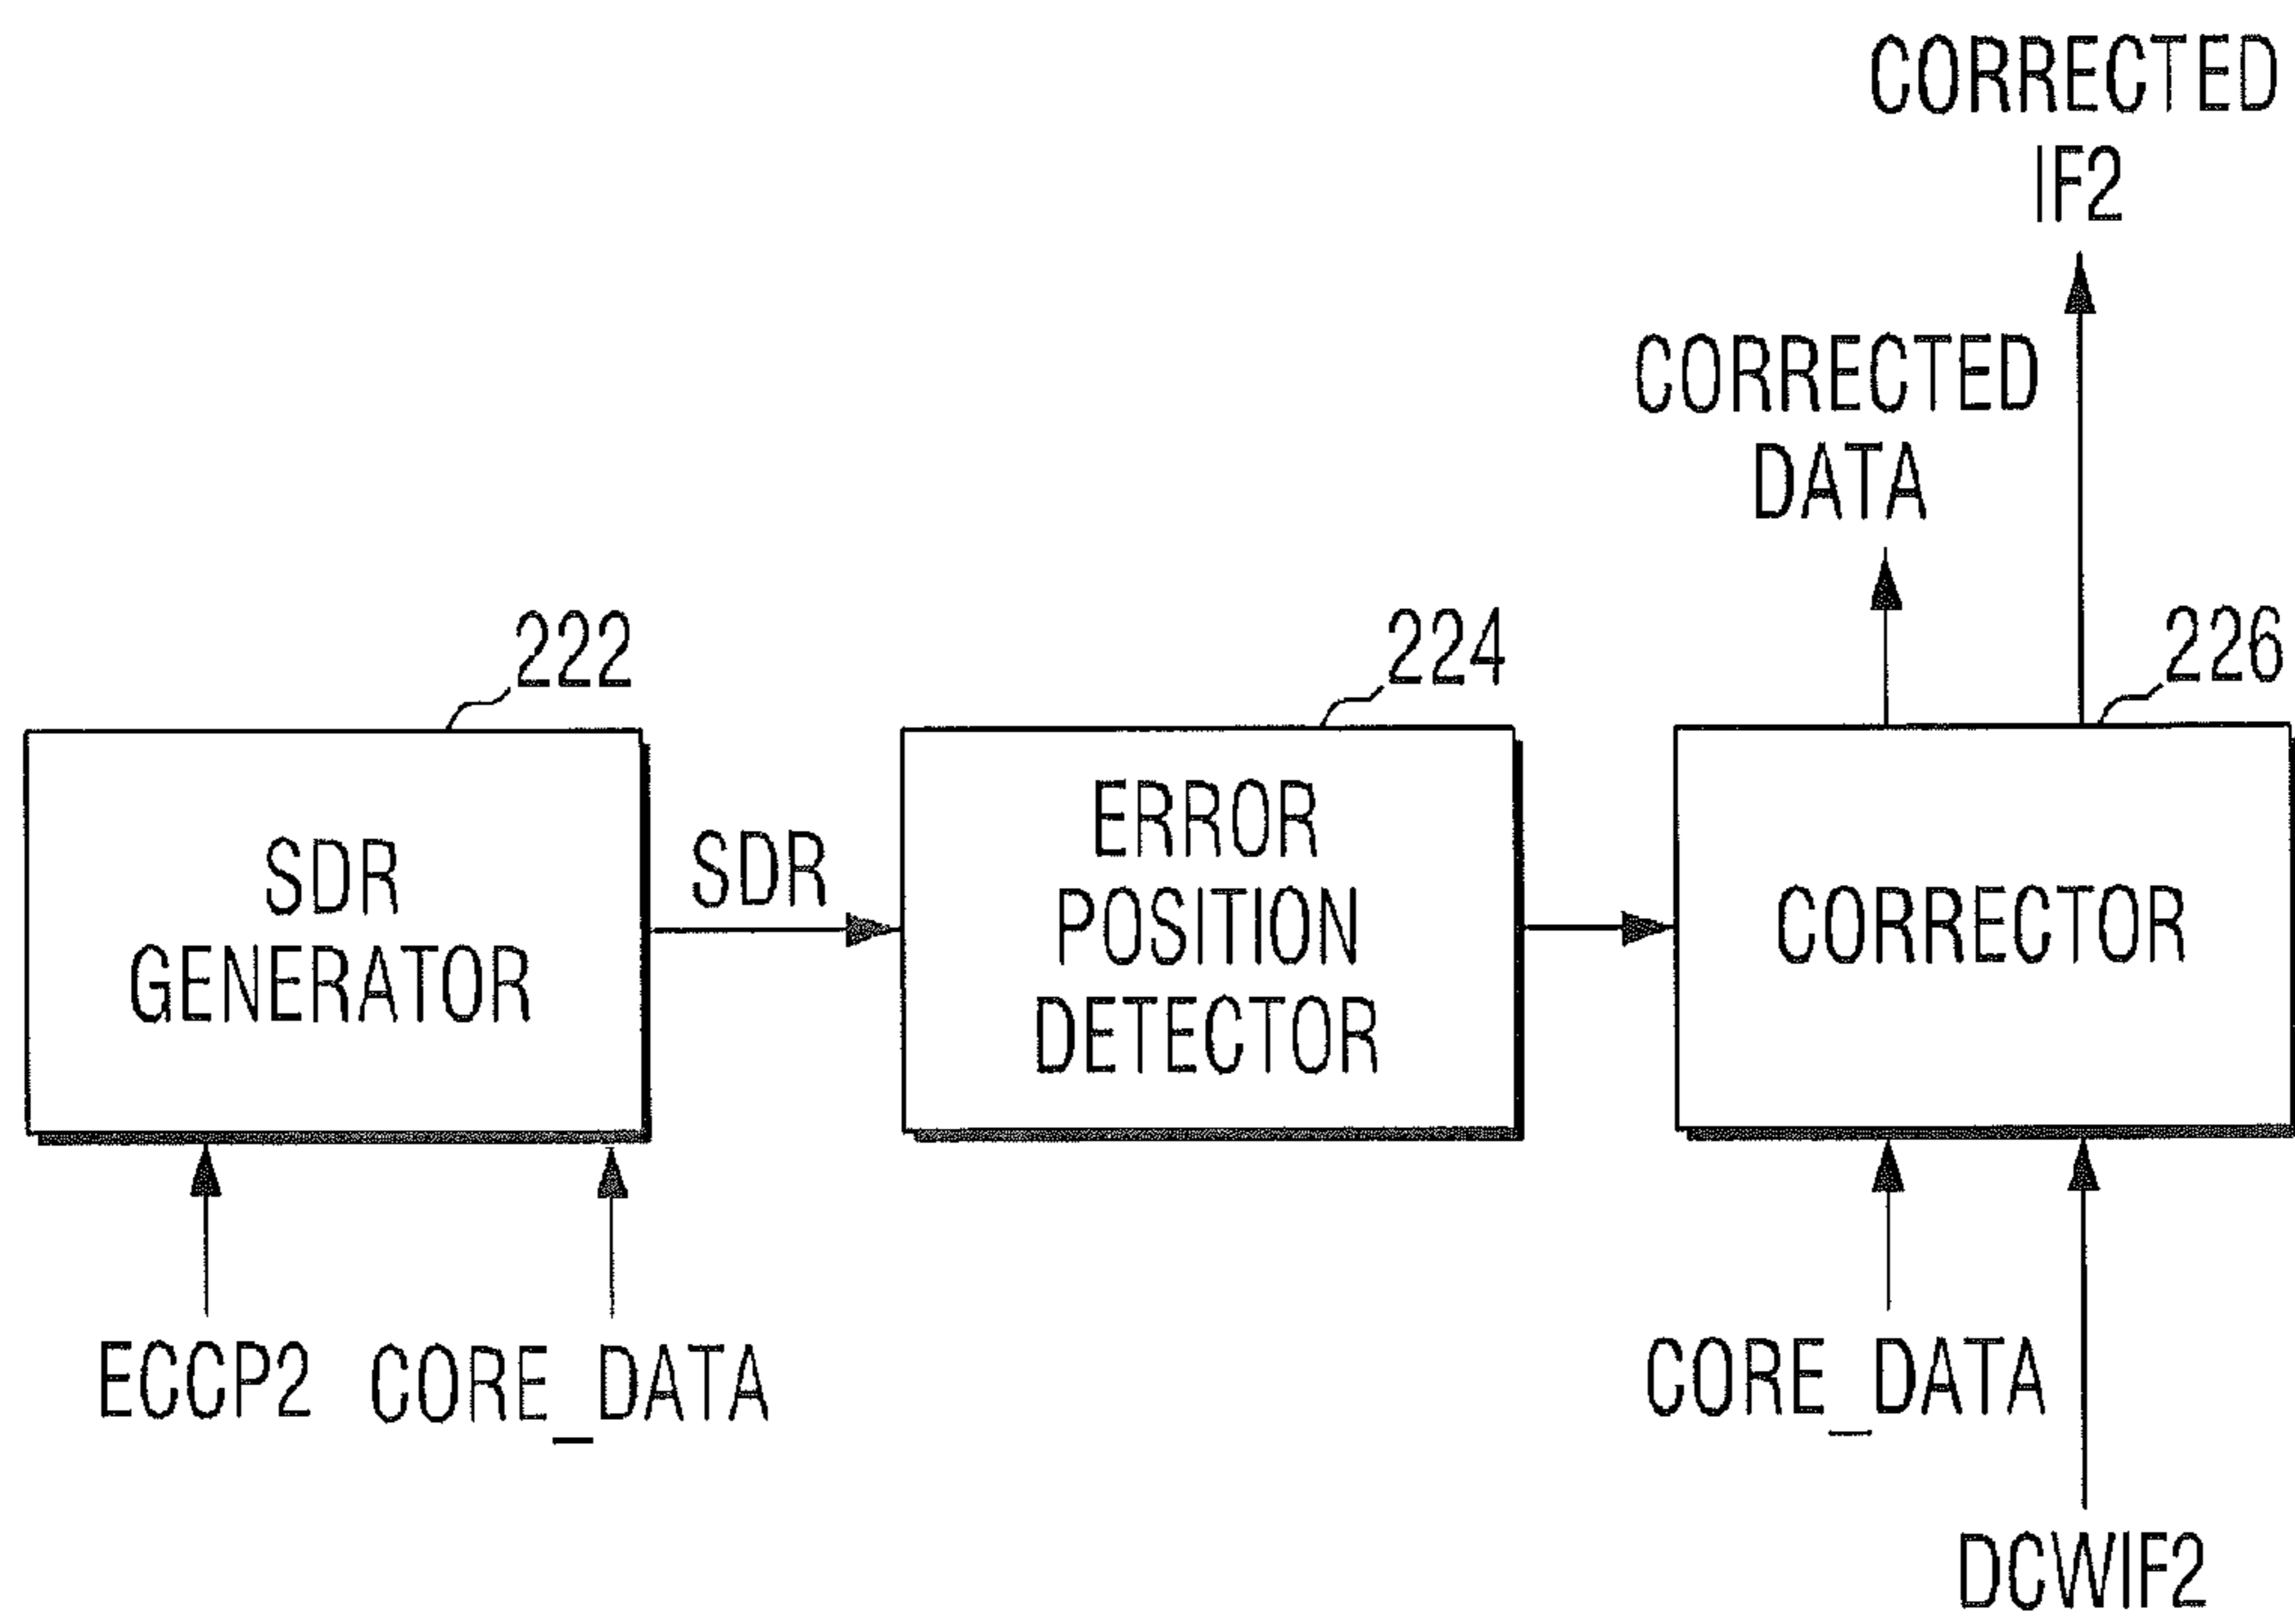 CORRECTED
IF2
CORRECTED
DATA
222
224
226
SDR
GENERATOR
SDR
ERROR
POSITION
DETECTOR
CORRECTOR
ECCP2
CORE_DATA
CORE_DATA
DCWIF2